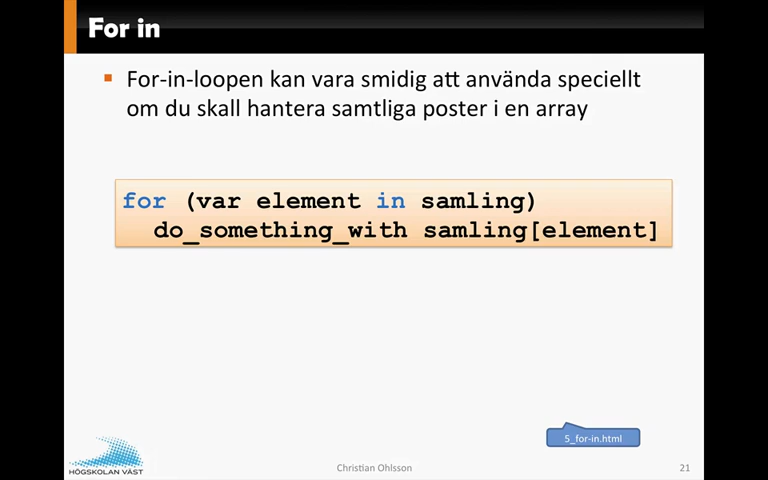 For in
For-in-loopen kan vara smidig att använda speciellt
om du skall hantera samtliga poster i en array
for (var element in samling)
do_something_with samling[element]
5_for-in.html
HÖGSKOLAN VÄST
Christian Ohlsson
21